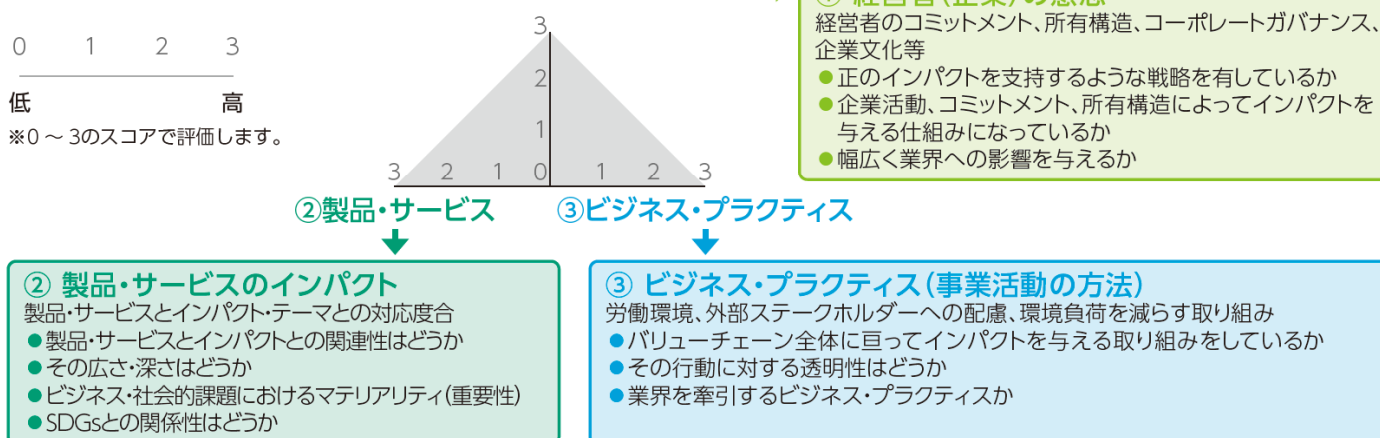 経営者のコミットメント、所有構造、コーポレートガバナンス、
企業文化等
●正のインパクトを支持するような戦略を有しているか
●企業活動、コミットメント、所有構造によってインパクトを
与える仕組みになっているか
●幅広く業界への影響を与えるか
0 1 2 3
低 高
※0 ～ 3のスコアで評価します。
3
2
1
3 2 1 0 1 2 3
②製品・サービス ③ビジネス・プラクティス
② 製品・サービスのインパクト
製品・サービスとインパクト・テーマとの対応度合
●製品・サービスとインパクトとの関連性はどうか
●その広さ・深さはどうか
●ビジネス・社会的課題におけるマテリアリティ(重要性)
●SDGsとの関係性はどうか
③ ビジネス・プラクティス(事業活動の方法)
労働環境、外部ステークホルダーへの配慮、環境負荷を減らす取り組み
●バリューチェーン全体に亘ってインパクトを与える取り組みをしているか
●その行動に対する透明性はどうか
●業界を牽引するビジネス・プラクティスか